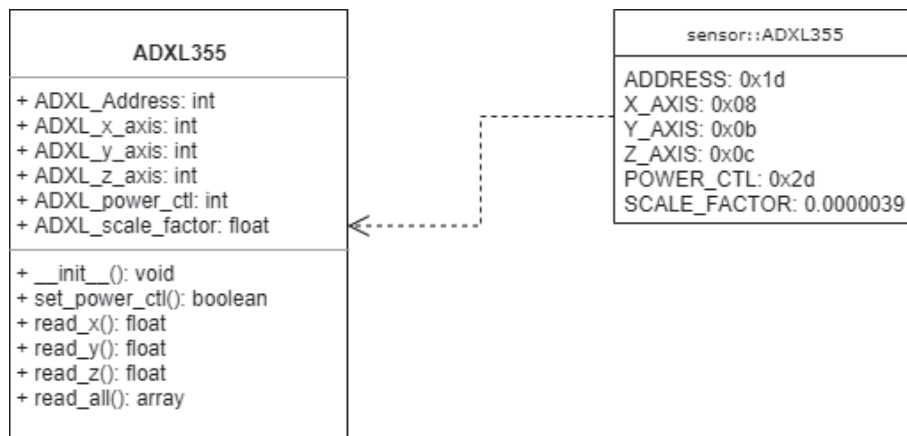 ADXL355
+ ADXL_Address: int
+ ADXL_x_axis: int
+ ADXL_y_axis: int
+ ADXL_z_axis: int
+ ADXL_power_ctl: int
+ ADXL_scale_factor: float
+ __init__(): void
+ set_power_ctl(): boolean
+ read_x(): float
+ read_y(): float
+ read_z(): float
+ read_all(): array
sensor::ADXL355
ADDRESS: 0x1d
X_AXIS: 0x08
Y_AXIS: 0x0b
Z_AXIS: 0x0c
POWER_CTL: 0x2d
SCALE_FACTOR: 0.0000039